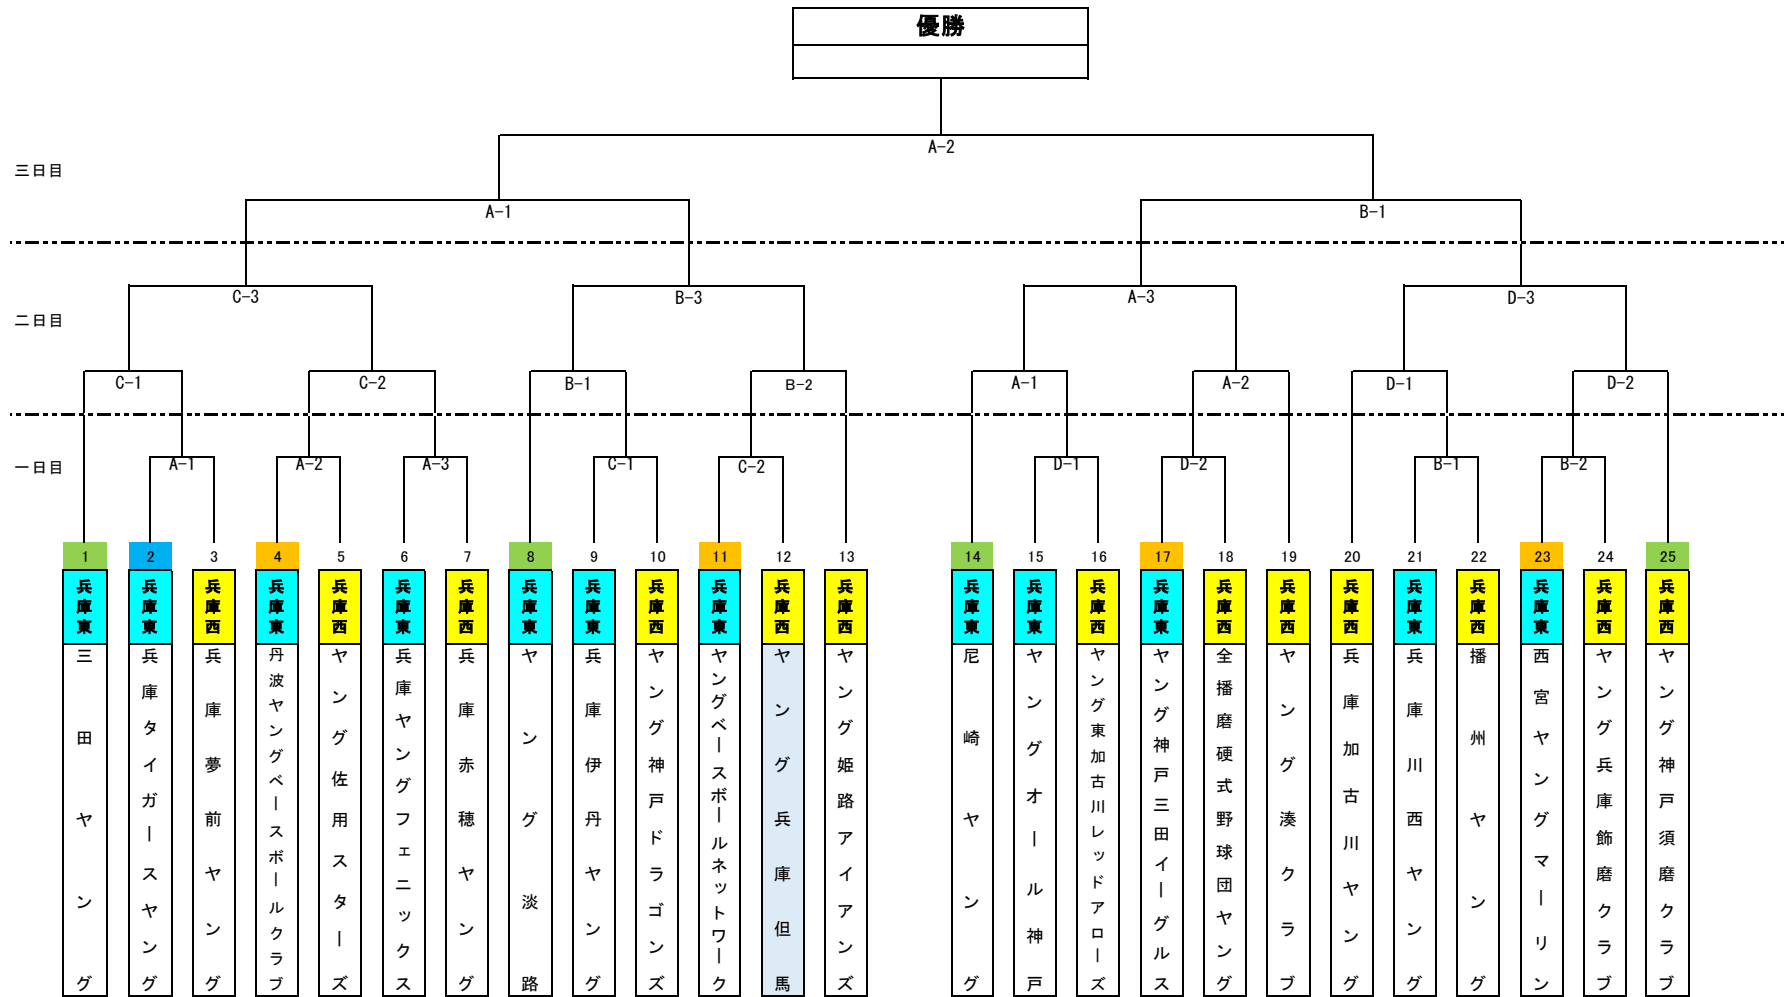 優勝
A-2
三日目
A-1
B-1
C-3
B-3
A-3
D-3
二日目
C-1
C-2
B-1
B-2
A-1
A-2
D-1
D-2
一日目
A-1
A-2
A-3
C-1
C-2
D-1
D-2
B-1
B-2
1
兵庫東
三田ヤング
2
兵庫東
兵庫タイガースヤング
3
兵庫西
兵庫夢前ヤング
4
兵庫東
丹波ヤングベースボールクラブ
5
兵庫西
ヤング佐用スターズ
6
兵庫東
兵庫ヤングフェニックス
7
兵庫西
兵庫赤穂ヤング
8
兵庫東
ヤング淡路
9
兵庫東
兵庫伊丹ヤング
10
兵庫西
ヤング神戸ドラゴンズ
11
兵庫東
ヤングベースボールネットワーク
12
兵庫西
ヤング兵庫但馬
13
兵庫西
ヤング姫路アイアンズ
14
兵庫東
尼崎ヤング
15
兵庫東
ヤングオール神戸
16
兵庫西
ヤング東加古川レッドアローズ
17
兵庫東
ヤング神戸三田イーグルス
18
兵庫西
全播磨硬式野球団ヤング
19
兵庫西
ヤング湊クラブ
20
兵庫西
兵庫加古川ヤング
21
兵庫東
兵庫川西ヤング
22
兵庫西
播州ヤング
23
兵庫東
西宮ヤングマーリン
24
兵庫西
ヤング兵庫飾磨クラブ
25
兵庫西
ヤング神戸須磨クラブ